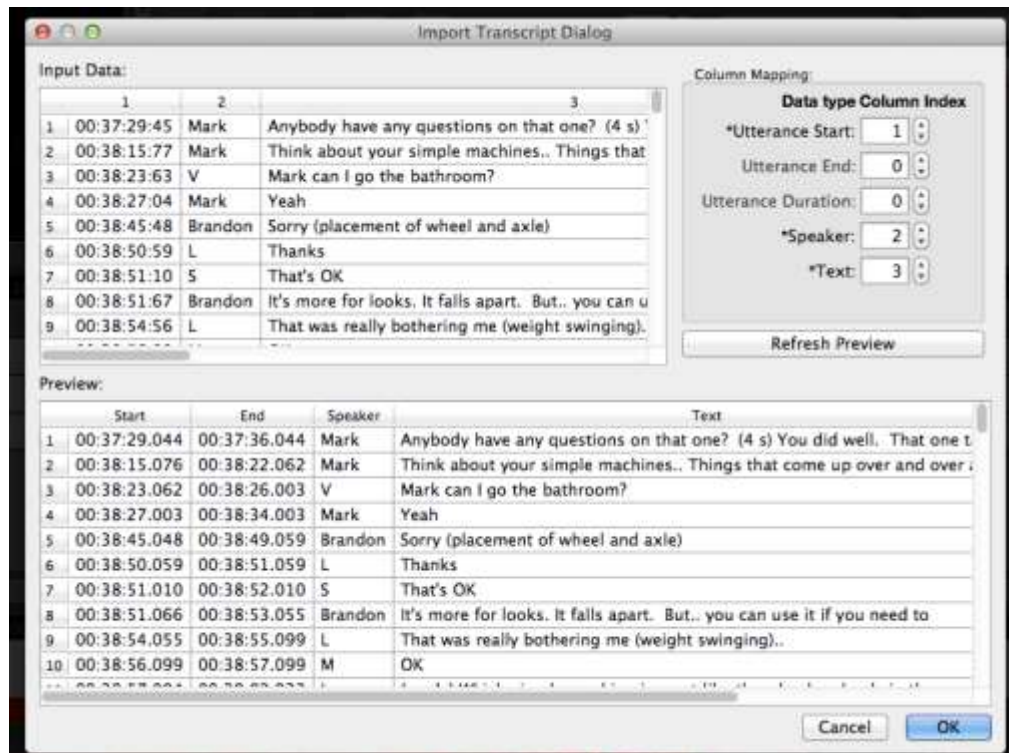 Import Transcript Dialog
Input Data:
1 2 3
1 00:37:29:45 Mark Anybody have any questions on that one? (4 s)
2 00:38:15:77 Mark Think about your simple machines.. Things that
3 00:38:23:63 V Mark can I go the bathroom?
4 00:38:27:04 Mark Yeah
5 00:38:45:48 Brandon Sorry (placement of wheel and axle)
6 00:38:50:59 L Thanks
7 00:38:51:10 S That's OK
8 00:38:51:67 Brandon It's more for looks. It falls apart. But.. you can u
9 00:38:54:56 L That was really bothering me (weight swinging).
Column Mapping:
Data type Column Index
*Utterance Start: 1
Utterance End: 0
Utterance Duration: 0
*Speaker: 2
*Text: 3
Refresh Preview
Preview:
Start End Speaker Text
1 00:37:29.044 00:37:36.044 Mark Anybody have any questions on that one? (4 s) You did well. That one t
2 00:38:15.076 00:38:22.062 Mark Think about your simple machines.. Things that come up over and over
3 00:38:23.062 00:38:26.003 V Mark can I go the bathroom?
4 00:38:27.003 00:38:34.003 Mark Yeah
5 00:38:45.048 00:38:49.059 Brandon Sorry (placement of wheel and axle)
6 00:38:50.059 00:38:51.059 L Thanks
7 00:38:51.010 00:38:52.010 S That's OK
8 00:38:51.066 00:38:53.055 Brandon It's more for looks. It falls apart. But.. you can use it if you need to
9 00:38:54.055 00:38:55.099 L That was really bothering me (weight swinging)..
10 00:38:56.099 00:38:57.099 M OK
Cancel OK